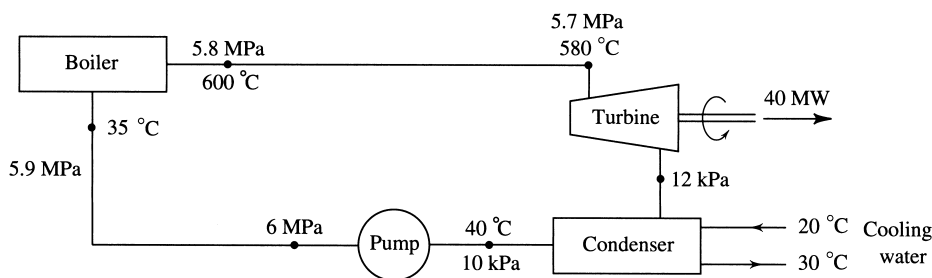 5.7 MPa
580 °C
Boiler
5.8 MPa
600 °C
Turbine
40 MW
35 °C
5.9 MPa
12 kPa
6 MPa
Pump
40 °C
10 kPa
Condenser
20 °C
30 °C
Cooling
water